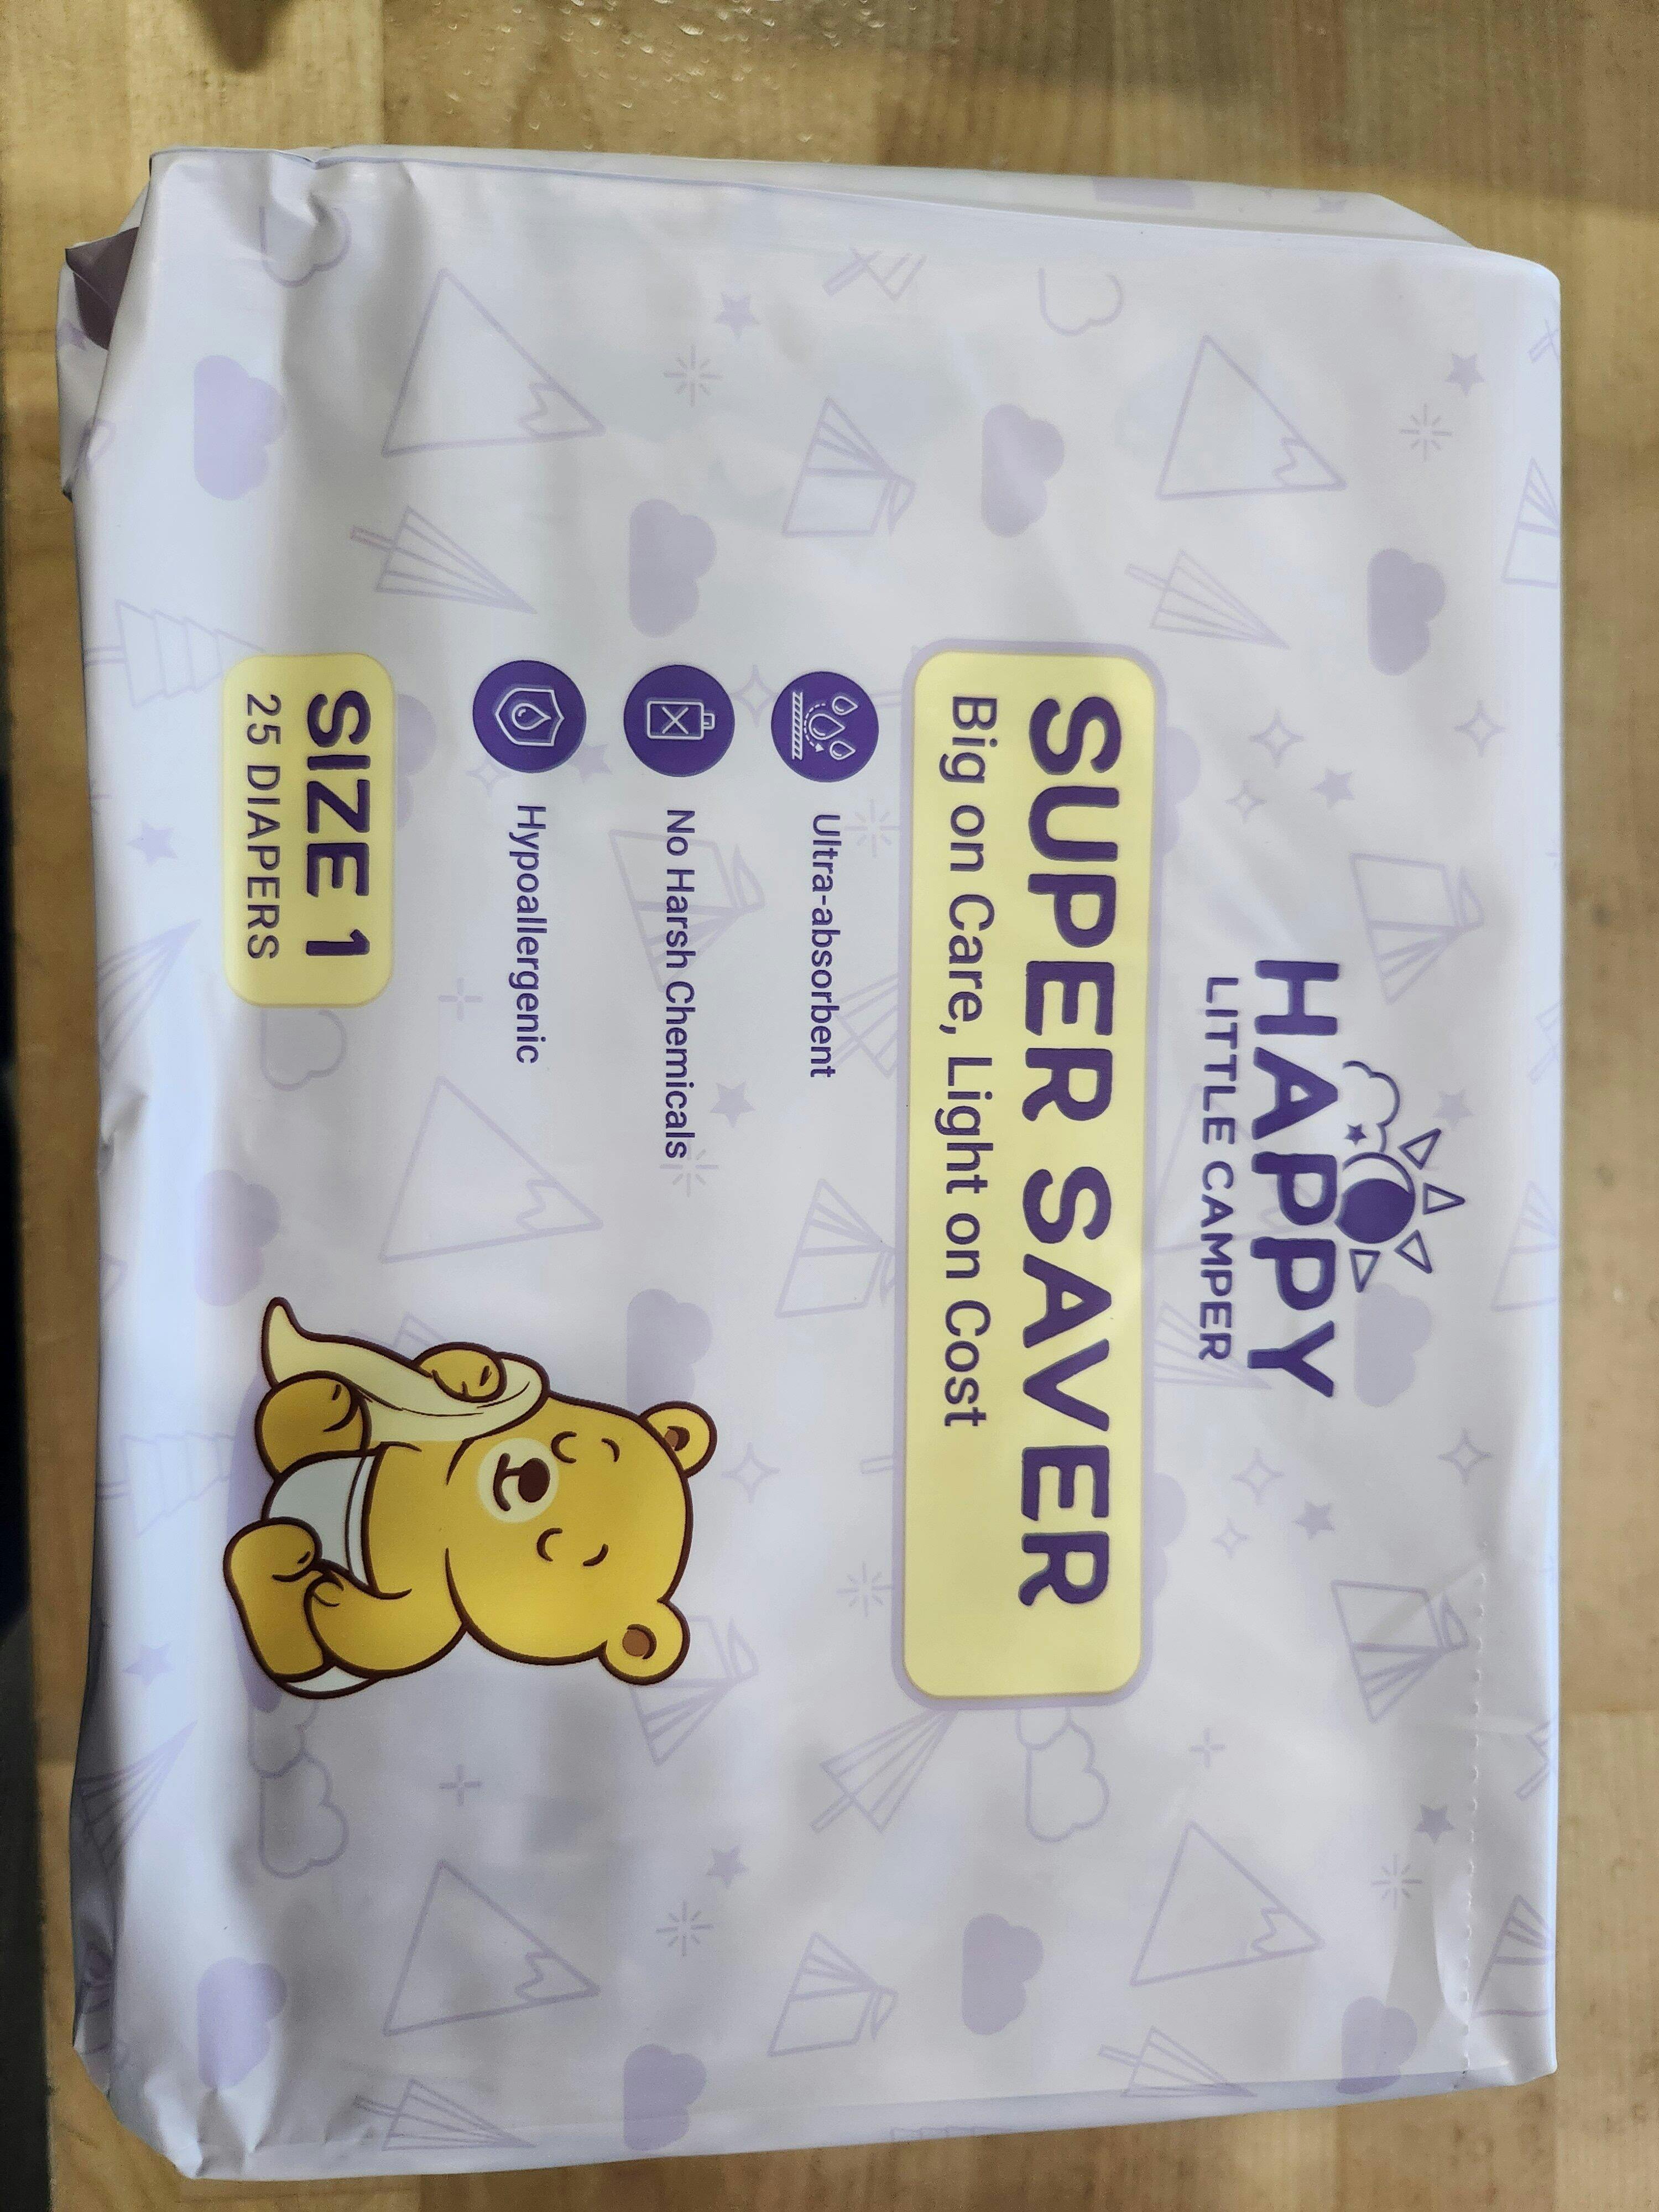 HAPPY
LITTLE CAMPER
SUPER SAVER
Big on Care, Light on Cost
Ultra-absorbent
No Harsh Chemicals
Hypoallergenic
SIZE 1
25 DIAPERS